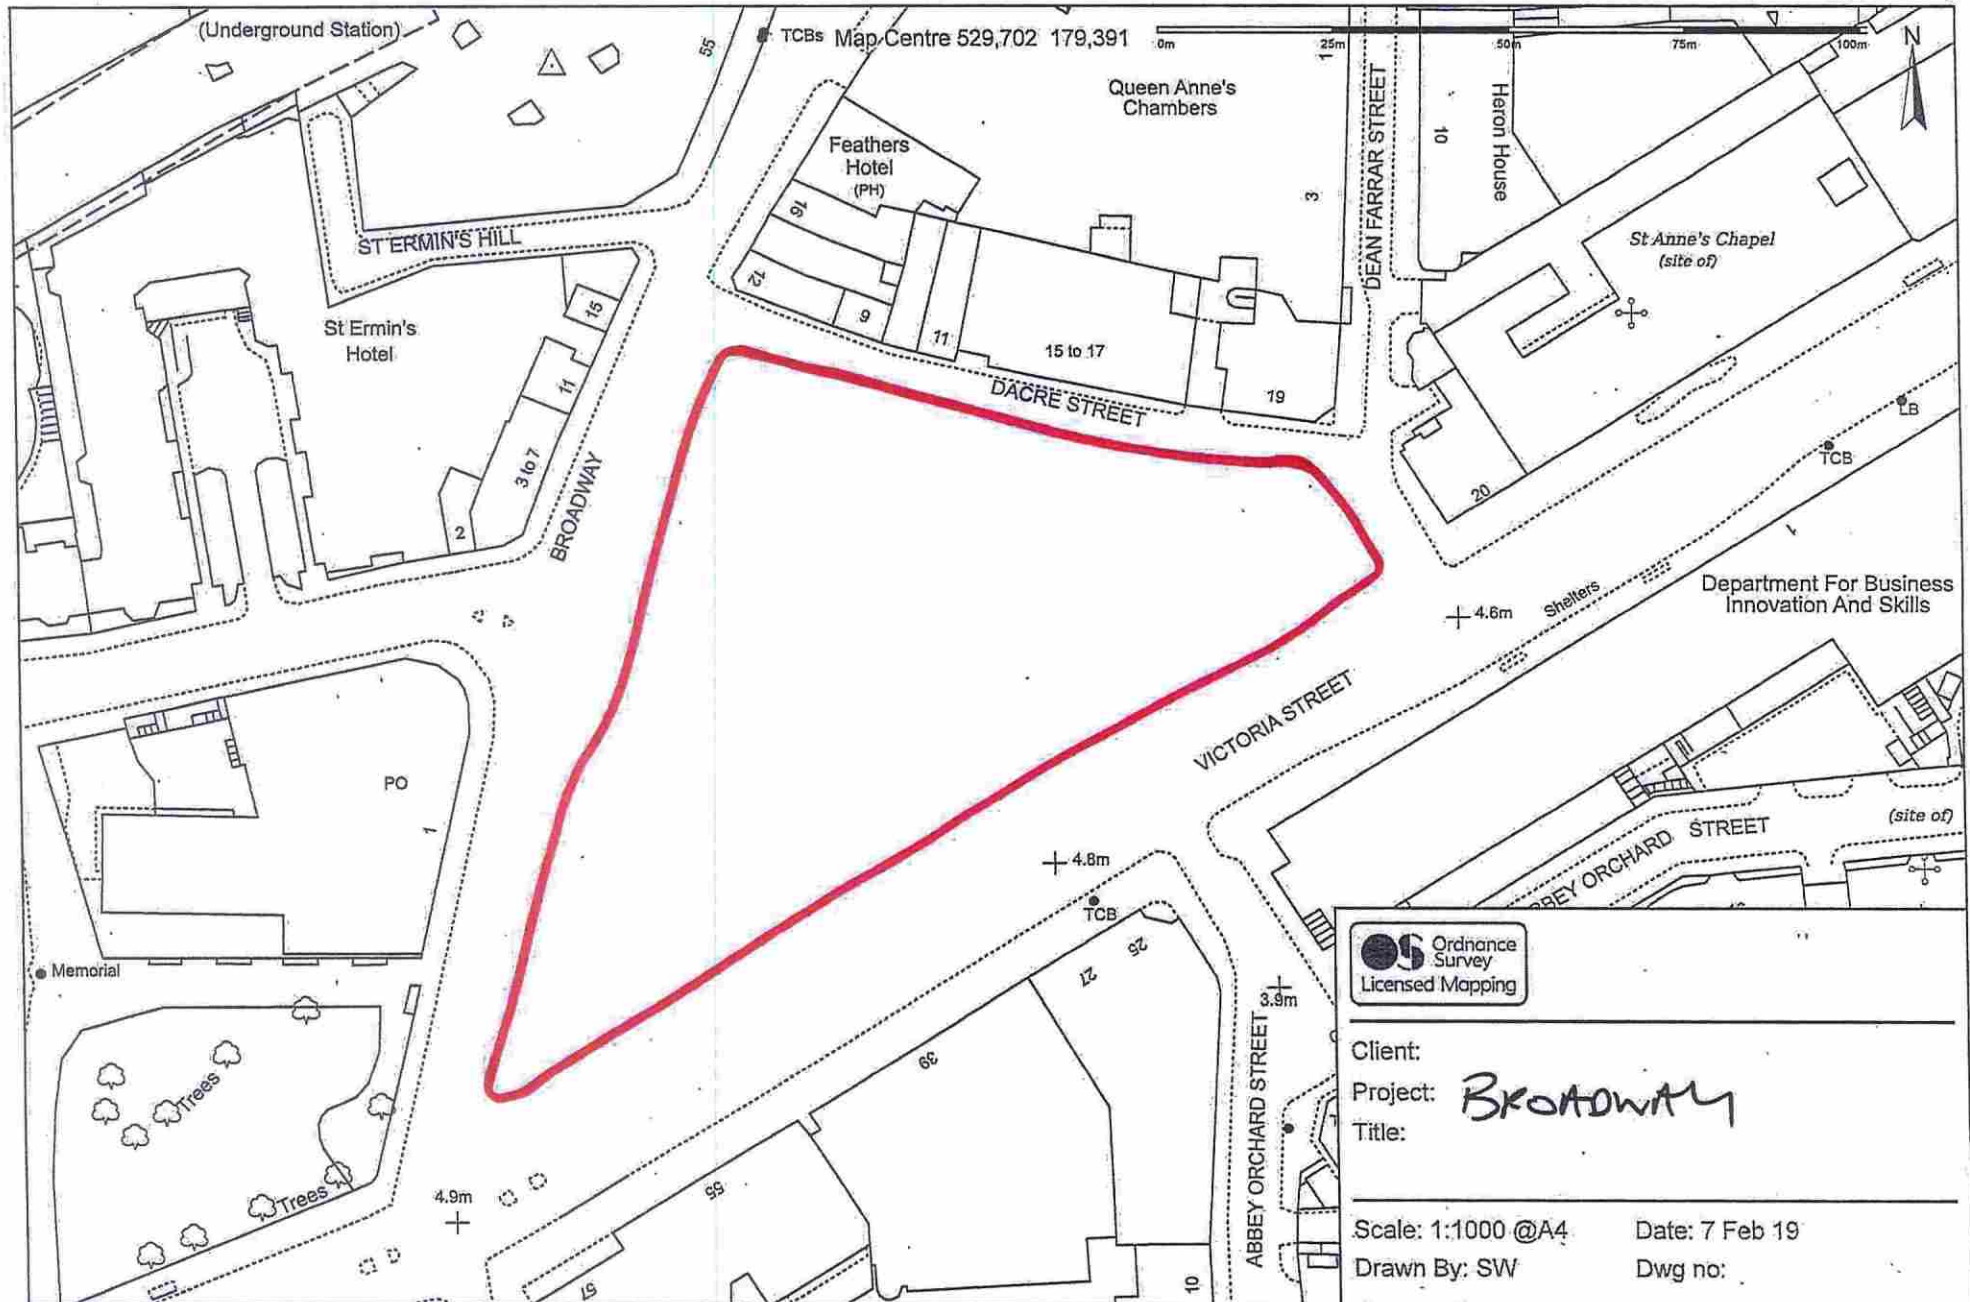 (Underground Station)
55
TCBs
Map Centre 529,702 179,391
0m
25m
50m
75m
100m
N
Queen Anne's
Chambers
1
DEAN FARRAR STREET
10
Heron House
Feathers
Hotel
(PH)
16
3
ST ERMIN'S HILL
St Anne's Chapel
(site of)
12
9
11
15 to 17
19
St Ermin's
Hotel
15
11
3 to 7
2
BROADWAY
DACRE STREET
20
LB
TCB
1
4.6m
Shelters
Department For Business
Innovation And Skills
VICTORIA STREET
PO
1
(site of)
ABBEY ORCHARD STREET
4.8m
TCB
25
27
Memorial
3.9m
39
ABBEY ORCHARD STREET
Trees
Trees
4.9m
55
57
10
OS
Ordnance
Survey
Licensed Mapping
Client:
Project: BROADWAY
Title:
Scale: 1:1000 @A4
Date: 7 Feb 19
Drawn By: SW
Dwg no: